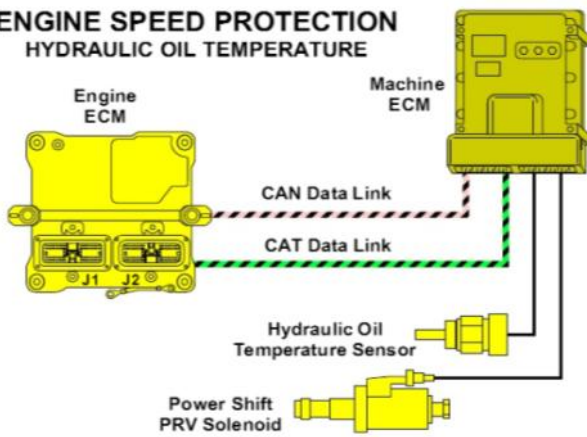 ENGINE SPEED PROTECTION
HYDRAULIC OIL TEMPERATURE
Engine
ECM
Machine
ECM
CAN Data Link
CAT Data Link
J1 J2
Hydraulic Oil
Temperature Sensor
Power Shift
PRV Solenoid